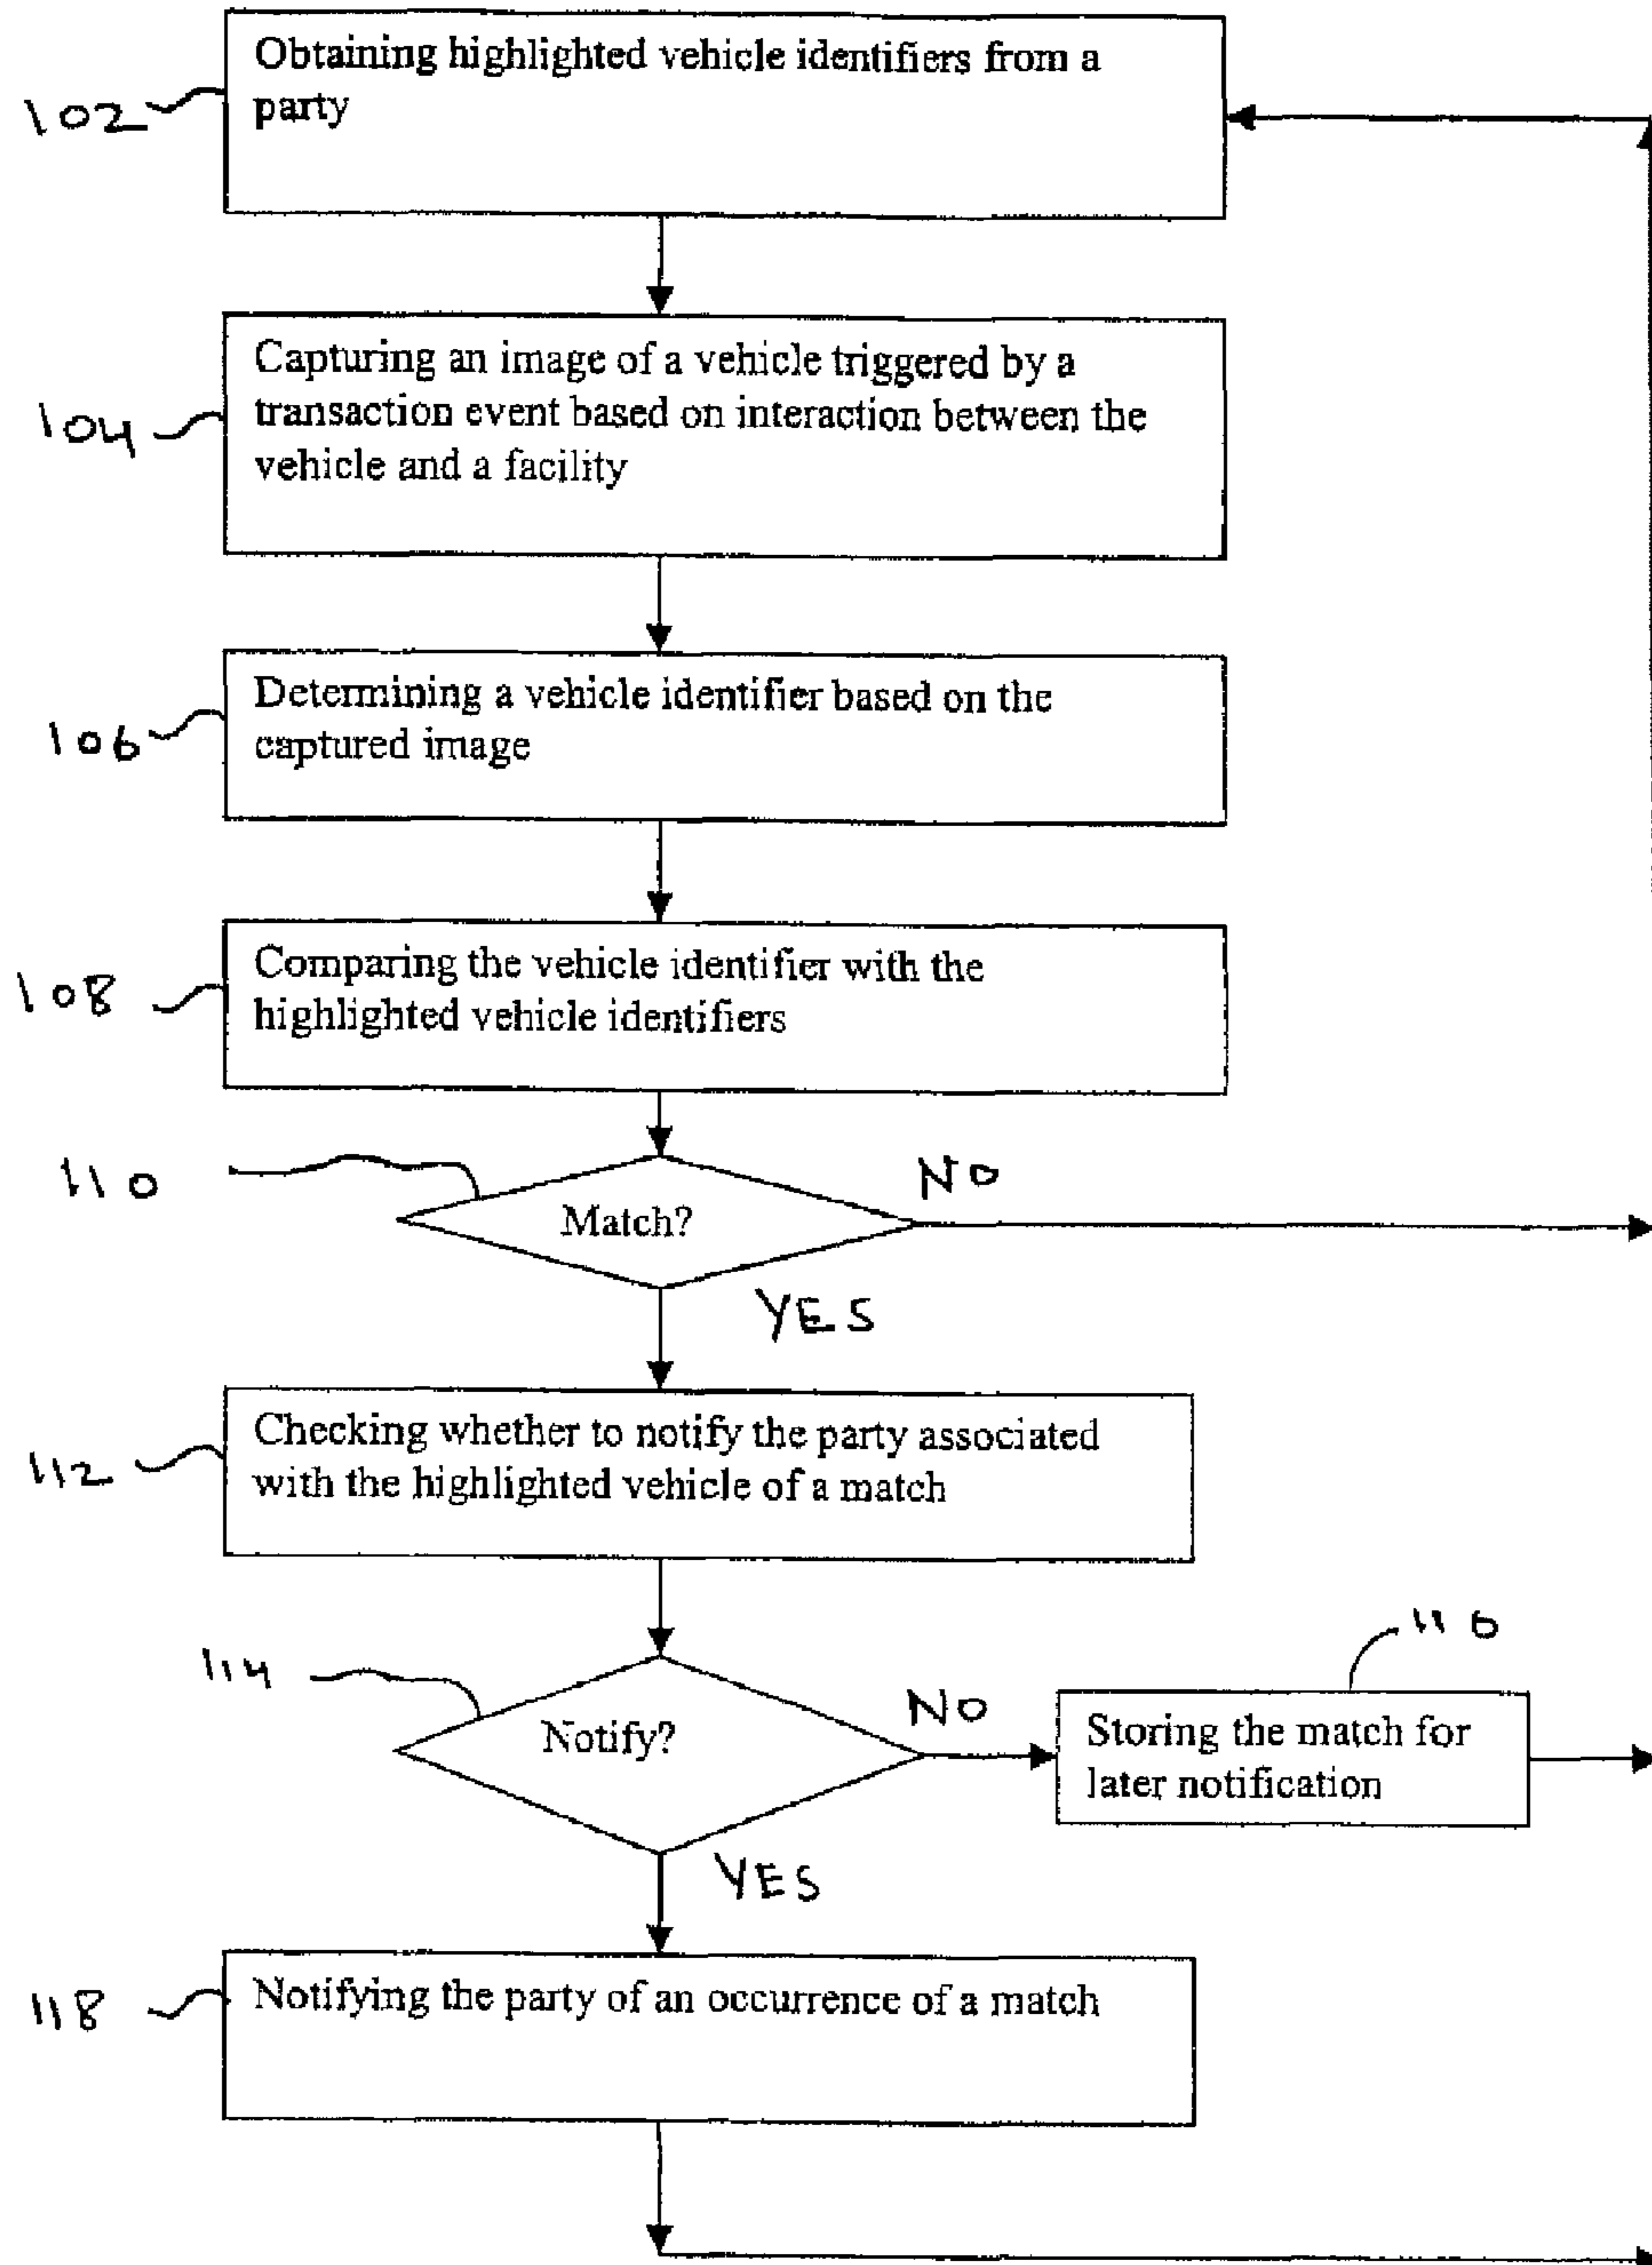 Obtaining highlighted vehicle identifiers from a
party
102
Capturing an image of a vehicle triggered by a
transaction event based on interaction between the
vehicle and a facility
104
Determining a vehicle identifier based on the
captured image
106
Comparing the vehicle identifier with the
highlighted vehicle identifiers
108
110
NO
Match?
YES
Checking whether to notify the party associated
with the highlighted vehicle of a match
112
116
114
NO
Notify?
Storing the match for
later notification
YES
Notifying the party of an occurrence of a match
118